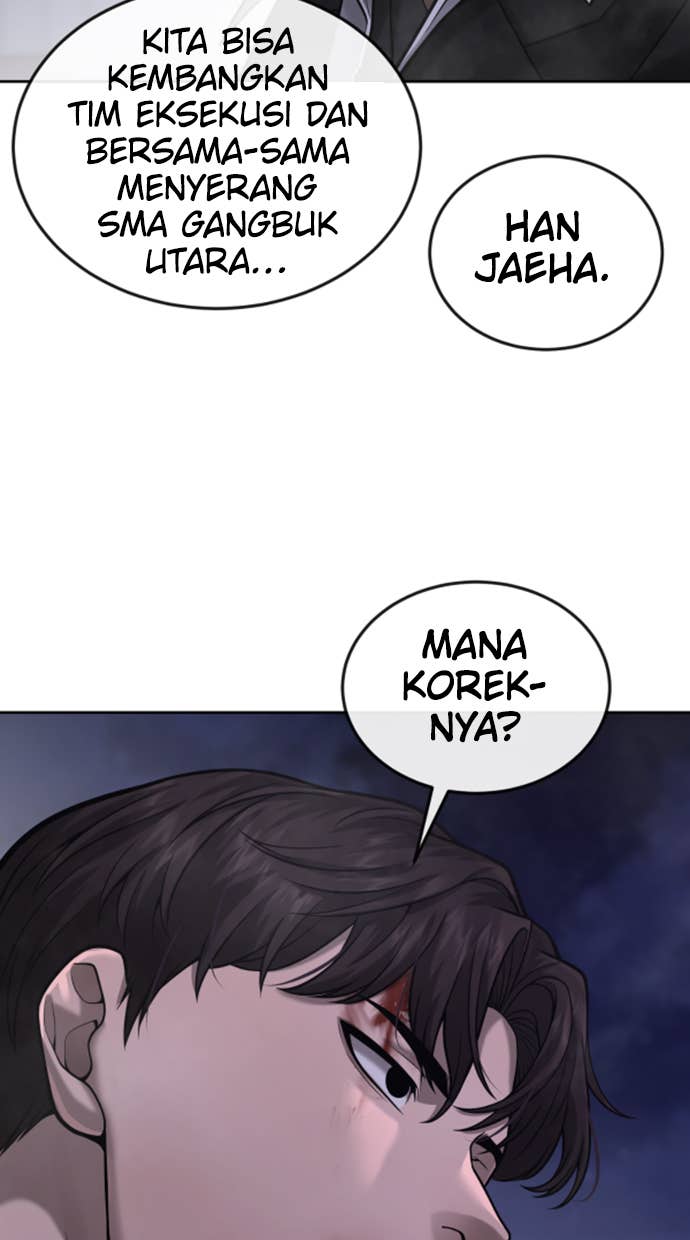 KITA BISA
KEMBANGKAN
TIM EKSEKUSI DAN
BERSAMA-SAMA
MENYERANG
SMA GANGBUK
UTARA...
HAN
JAEHA.
MANA
KOREK-
NYA?